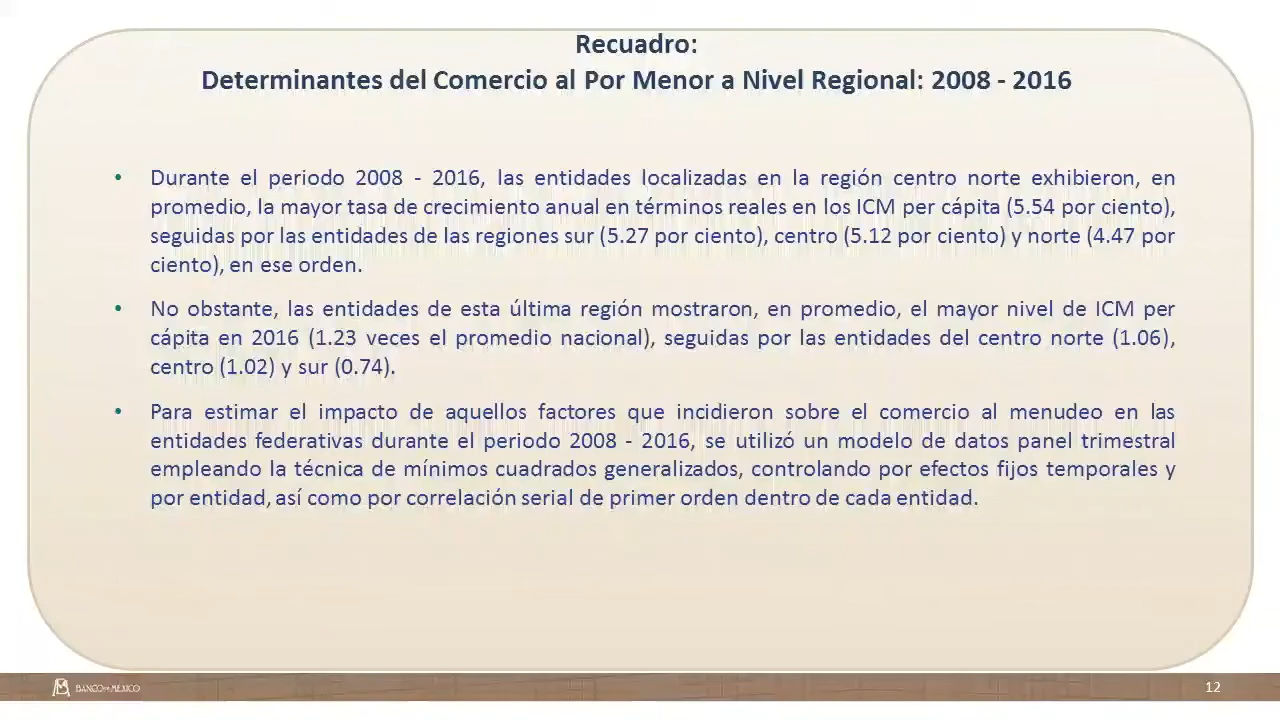 Recuadro:
Determinantes del Comercio al Por Menor a Nivel Regional: 2008 - 2016
• Durante el periodo 2008 - 2016, las entidades localizadas en la región centro norte exhibieron, en
promedio, la mayor tasa de crecimiento anual en términos reales en los ICM per cápita (5.54 por ciento),
seguidas por las entidades de las regiones sur (5.27 por ciento), centro (5.12 por ciento) y norte (4.47 por
ciento), en ese orden.
• No obstante, las entidades de esta última región mostraron, en promedio, el mayor nivel de ICM per
cápita en 2016 (1.23 veces el promedio nacional), seguidas por las entidades del centro norte (1.06),
centro (1.02) y sur (0.74).
• Para estimar el impacto de aquellos factores que incidieron sobre el comercio al menudeo en las
entidades federativas durante el periodo 2008 - 2016, se utilizó un modelo de datos panel trimestral
empleando la técnica de mínimos cuadrados generalizados, controlando por efectos fijos temporales y
por entidad, así como por correlación serial de primer orden dentro de cada entidad.
BANCO DE MÉXICO
12